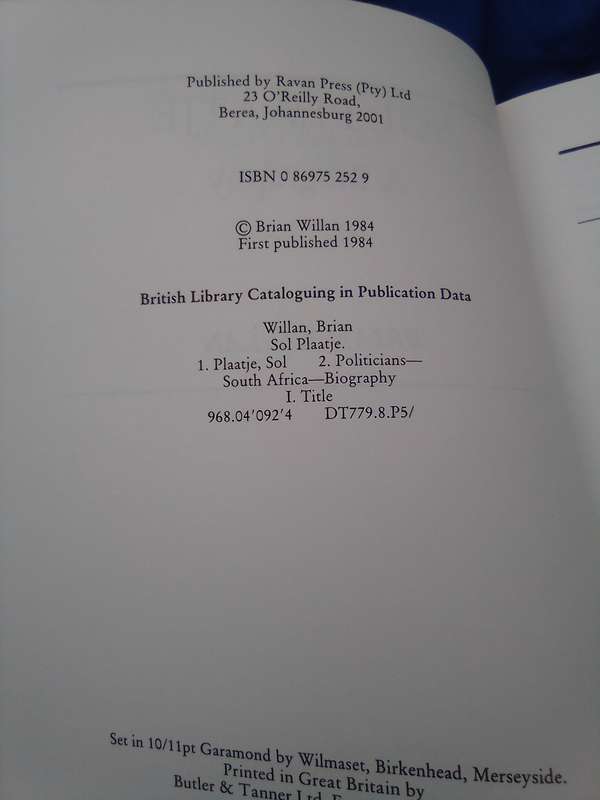 Published by Ravan Press (Pty) Ltd
23 O'Reilly Road,
Berea, Johannesburg 2001
ISBN 0 86975 252 9
© Brian Willan 1984
First published 1984
British Library Cataloguing in Publication Data
Willan, Brian
Sol Plaatje.
1. Plaatje, Sol 2. Politicians—
South Africa—Biography
I. Title
968.04′092′4 DT779.8.P5/
Set in 10/11pt Garamond by Wilmaset, Birkenhead, Merseyside.
Printed in Great Britain by
Butler & Tanner Ltd,